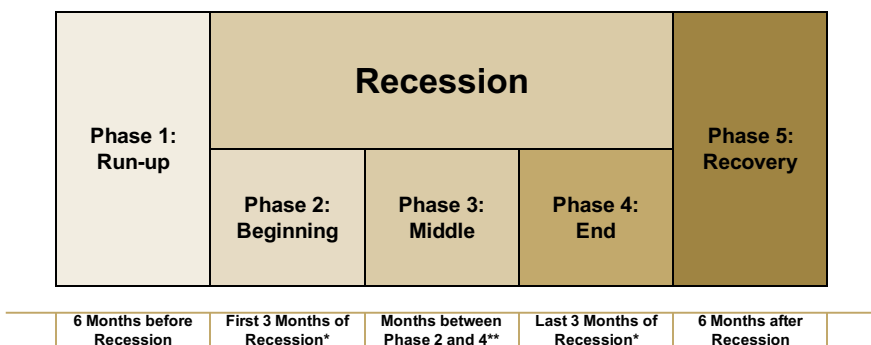 Recession
Phase 1:
Run-up
Phase 2:
Beginning
Phase 3:
Middle
Phase 4:
End
Phase 5:
Recovery
6 Months before
Recession
First 3 Months of
Recession*
Months between
Phase 2 and 4**
Last 3 Months of
Recession*
6 Months after
Recession